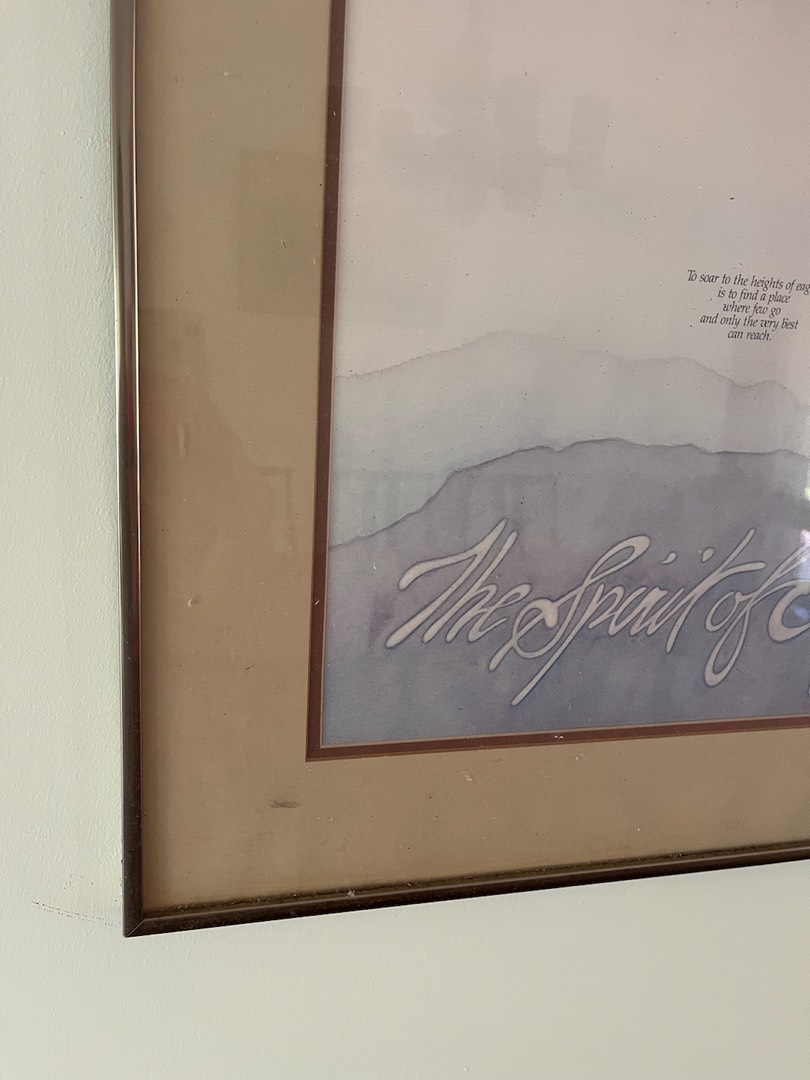 To soar to the heights of eag
is to find a place
where few go
and only the very best
can reach.
The Spirit of